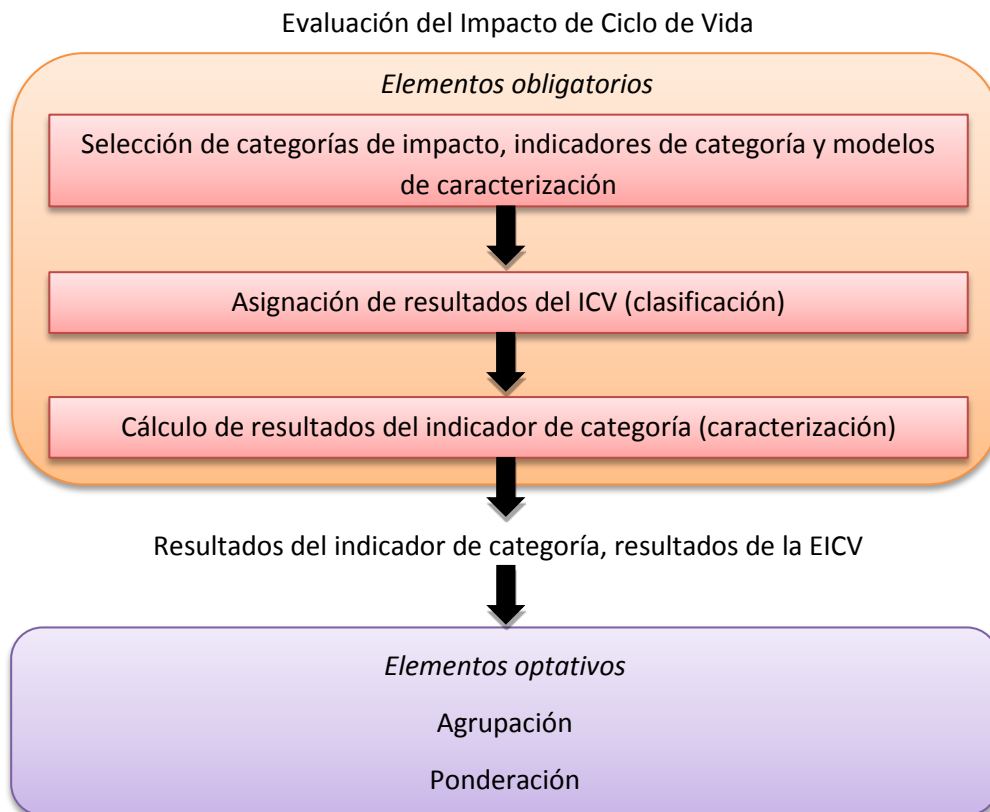 Evaluación del Impacto de Ciclo de Vida
Elementos obligatorios
Selección de categorías de impacto, indicadores de categoría y modelos
de caracterización
Asignación de resultados del ICV (clasificación)
Cálculo de resultados del indicador de categoría (caracterización)
Resultados del indicador de categoría, resultados de la EICV
Elementos optativos
Agrupación
Ponderación